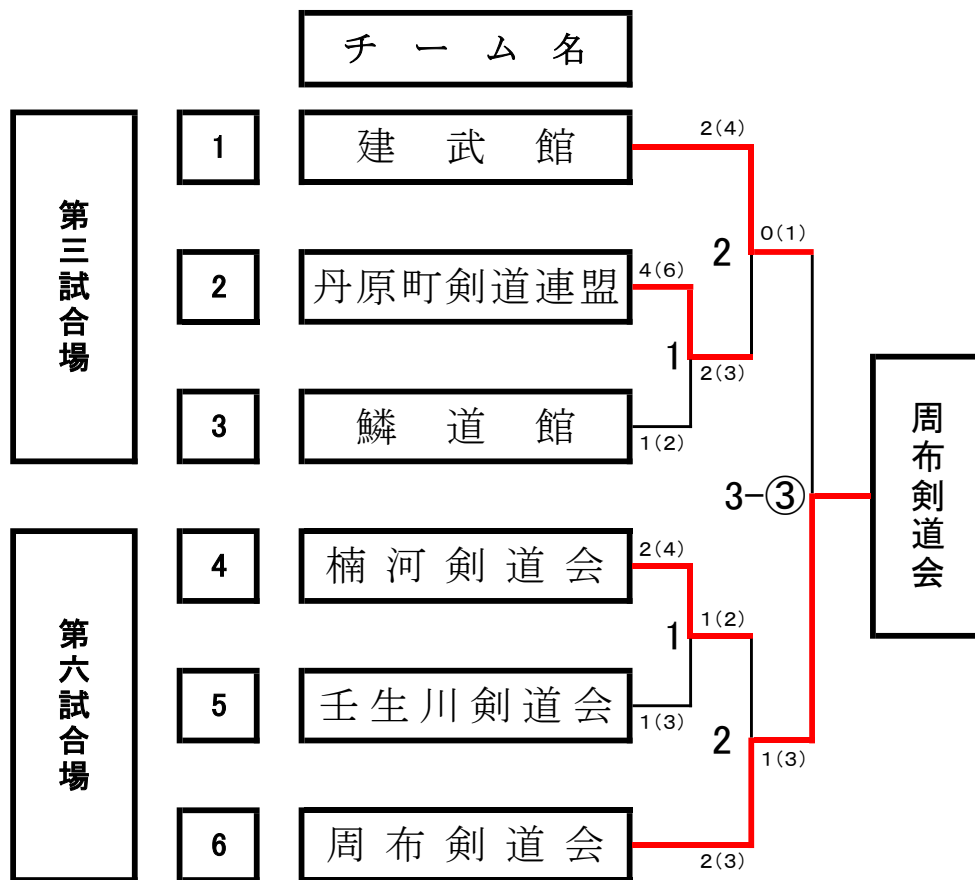 チーム名
第三試合場
1
建武館
2(4)
2
0(1)
2
丹原町剣道連盟
4(6)
1
2(3)
3
鱗道館
1(2)
3-③
周布剣道会
第六試合場
4
楠河剣道会
2(4)
1
1(2)
5
壬生川剣道会
1(3)
2
1(3)
6
周布剣道会
2(3)